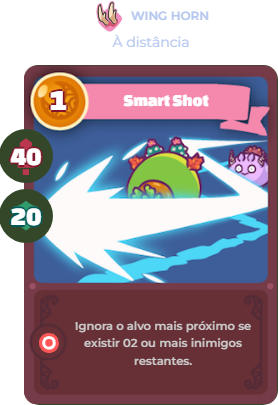 WING HORN
À distância
1
Smart Shot
40
20
Ignora o alvo mais próximo se
existir 02 ou mais inimigos
restantes.